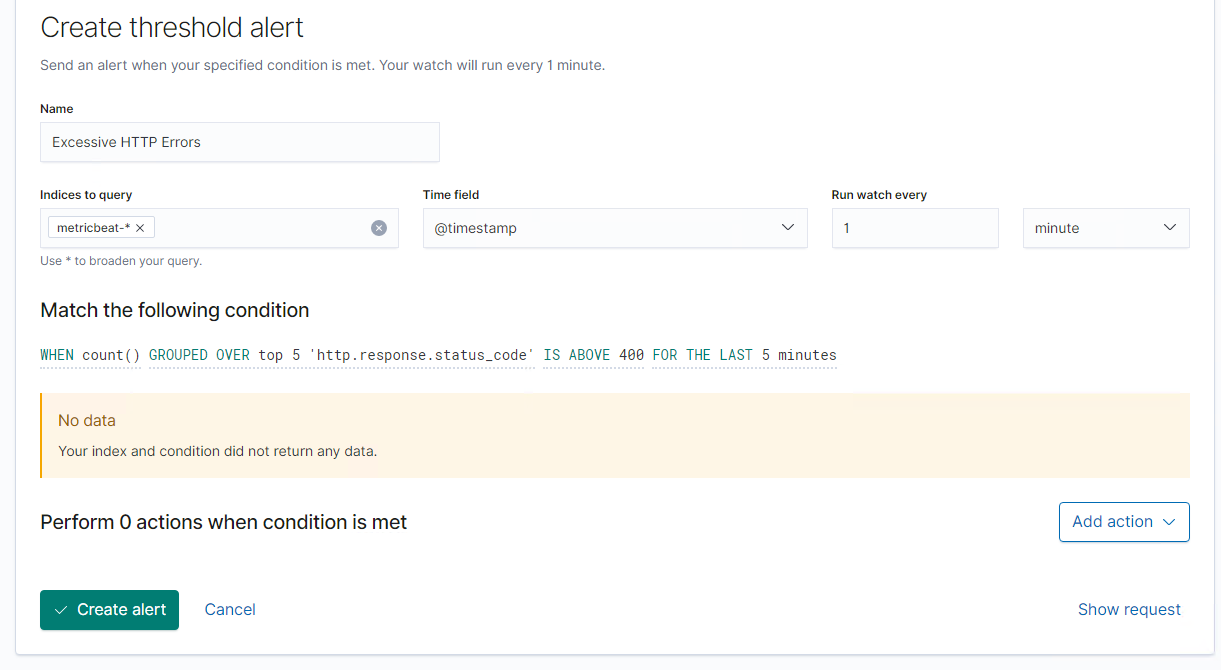 Create threshold alert
Send an alert when your specified condition is met. Your watch will run every 1 minute.
Name
Excessive HTTP Errors
Indices to query Time field Run watch every
metricbeat-* @timestamp 1 minute
Use * to broaden your query.
Match the following condition
WHEN count() GROUPED OVER top 5 'http.response.status_code' IS ABOVE 400 FOR THE LAST 5 minutes
No data
Your index and condition did not return any data.
Perform 0 actions when condition is met Add action
Create alert Cancel Show request